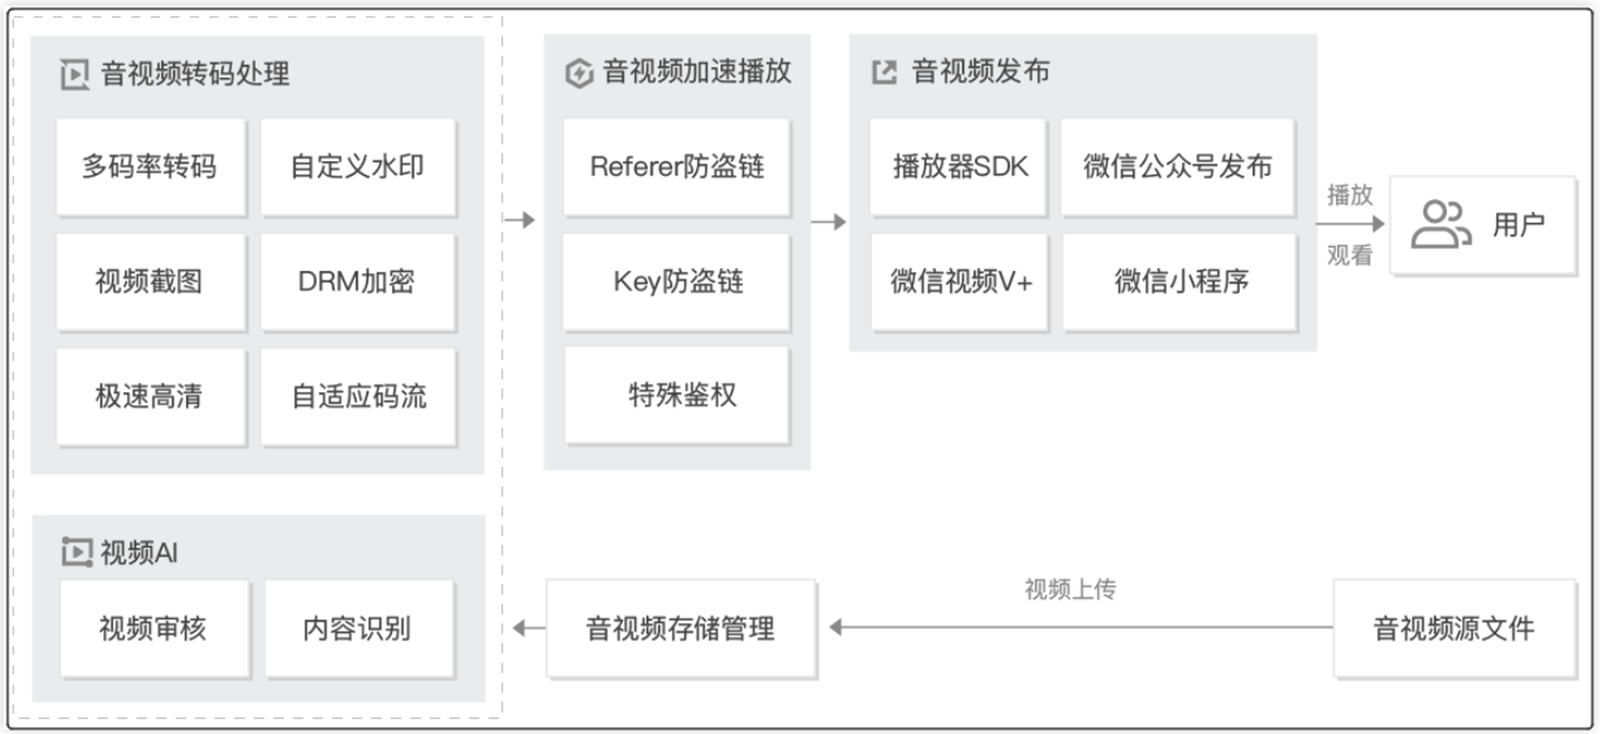 音视频转码处理
多码率转码
自定义水印
视频截图
DRM加密
极速高清
自适应码流
音视频加速播放
Referer防盗链
Key防盗链
特殊鉴权
音视频发布
播放器SDK
微信公众号发布
微信视频V+
微信小程序
播放
观看
用户
视频AI
视频审核
内容识别
音视频存储管理
视频上传
音视频源文件